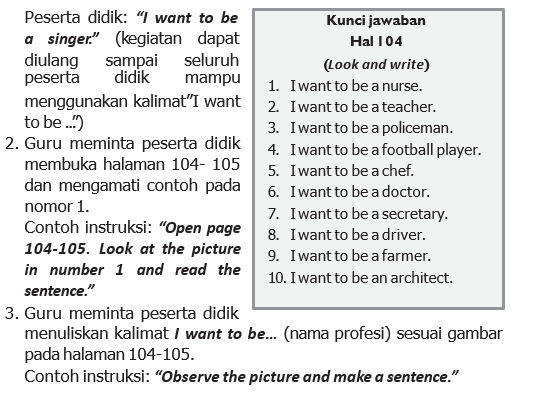 Peserta didik: “I want to be
a singer.” (kegiatan dapat
diulang sampai seluruh
peserta didik mampu
menggunakan kalimat”I want
to be ...”)
2. Guru meminta peserta didik
membuka halaman 104- 105
dan mengamati contoh pada
nomor 1.
Contoh instruksi: “Open page
104-105. Look at the picture
in number 1 and read the
sentence.”
3. Guru meminta peserta didik
menuliskan kalimat I want to be... (nama profesi) sesuai gambar
pada halaman 104-105.
Contoh instruksi: “Observe the picture and make a sentence.”
Kunci jawaban
Hal 104
(Look and write)
1. I want to be a nurse.
2. I want to be a teacher.
3. I want to be a policeman.
4. I want to be a football player.
5. I want to be a chef.
6. I want to be a doctor.
7. I want to be a secretary.
8. I want to be a driver.
9. I want to be a farmer.
10. I want to be an architect.